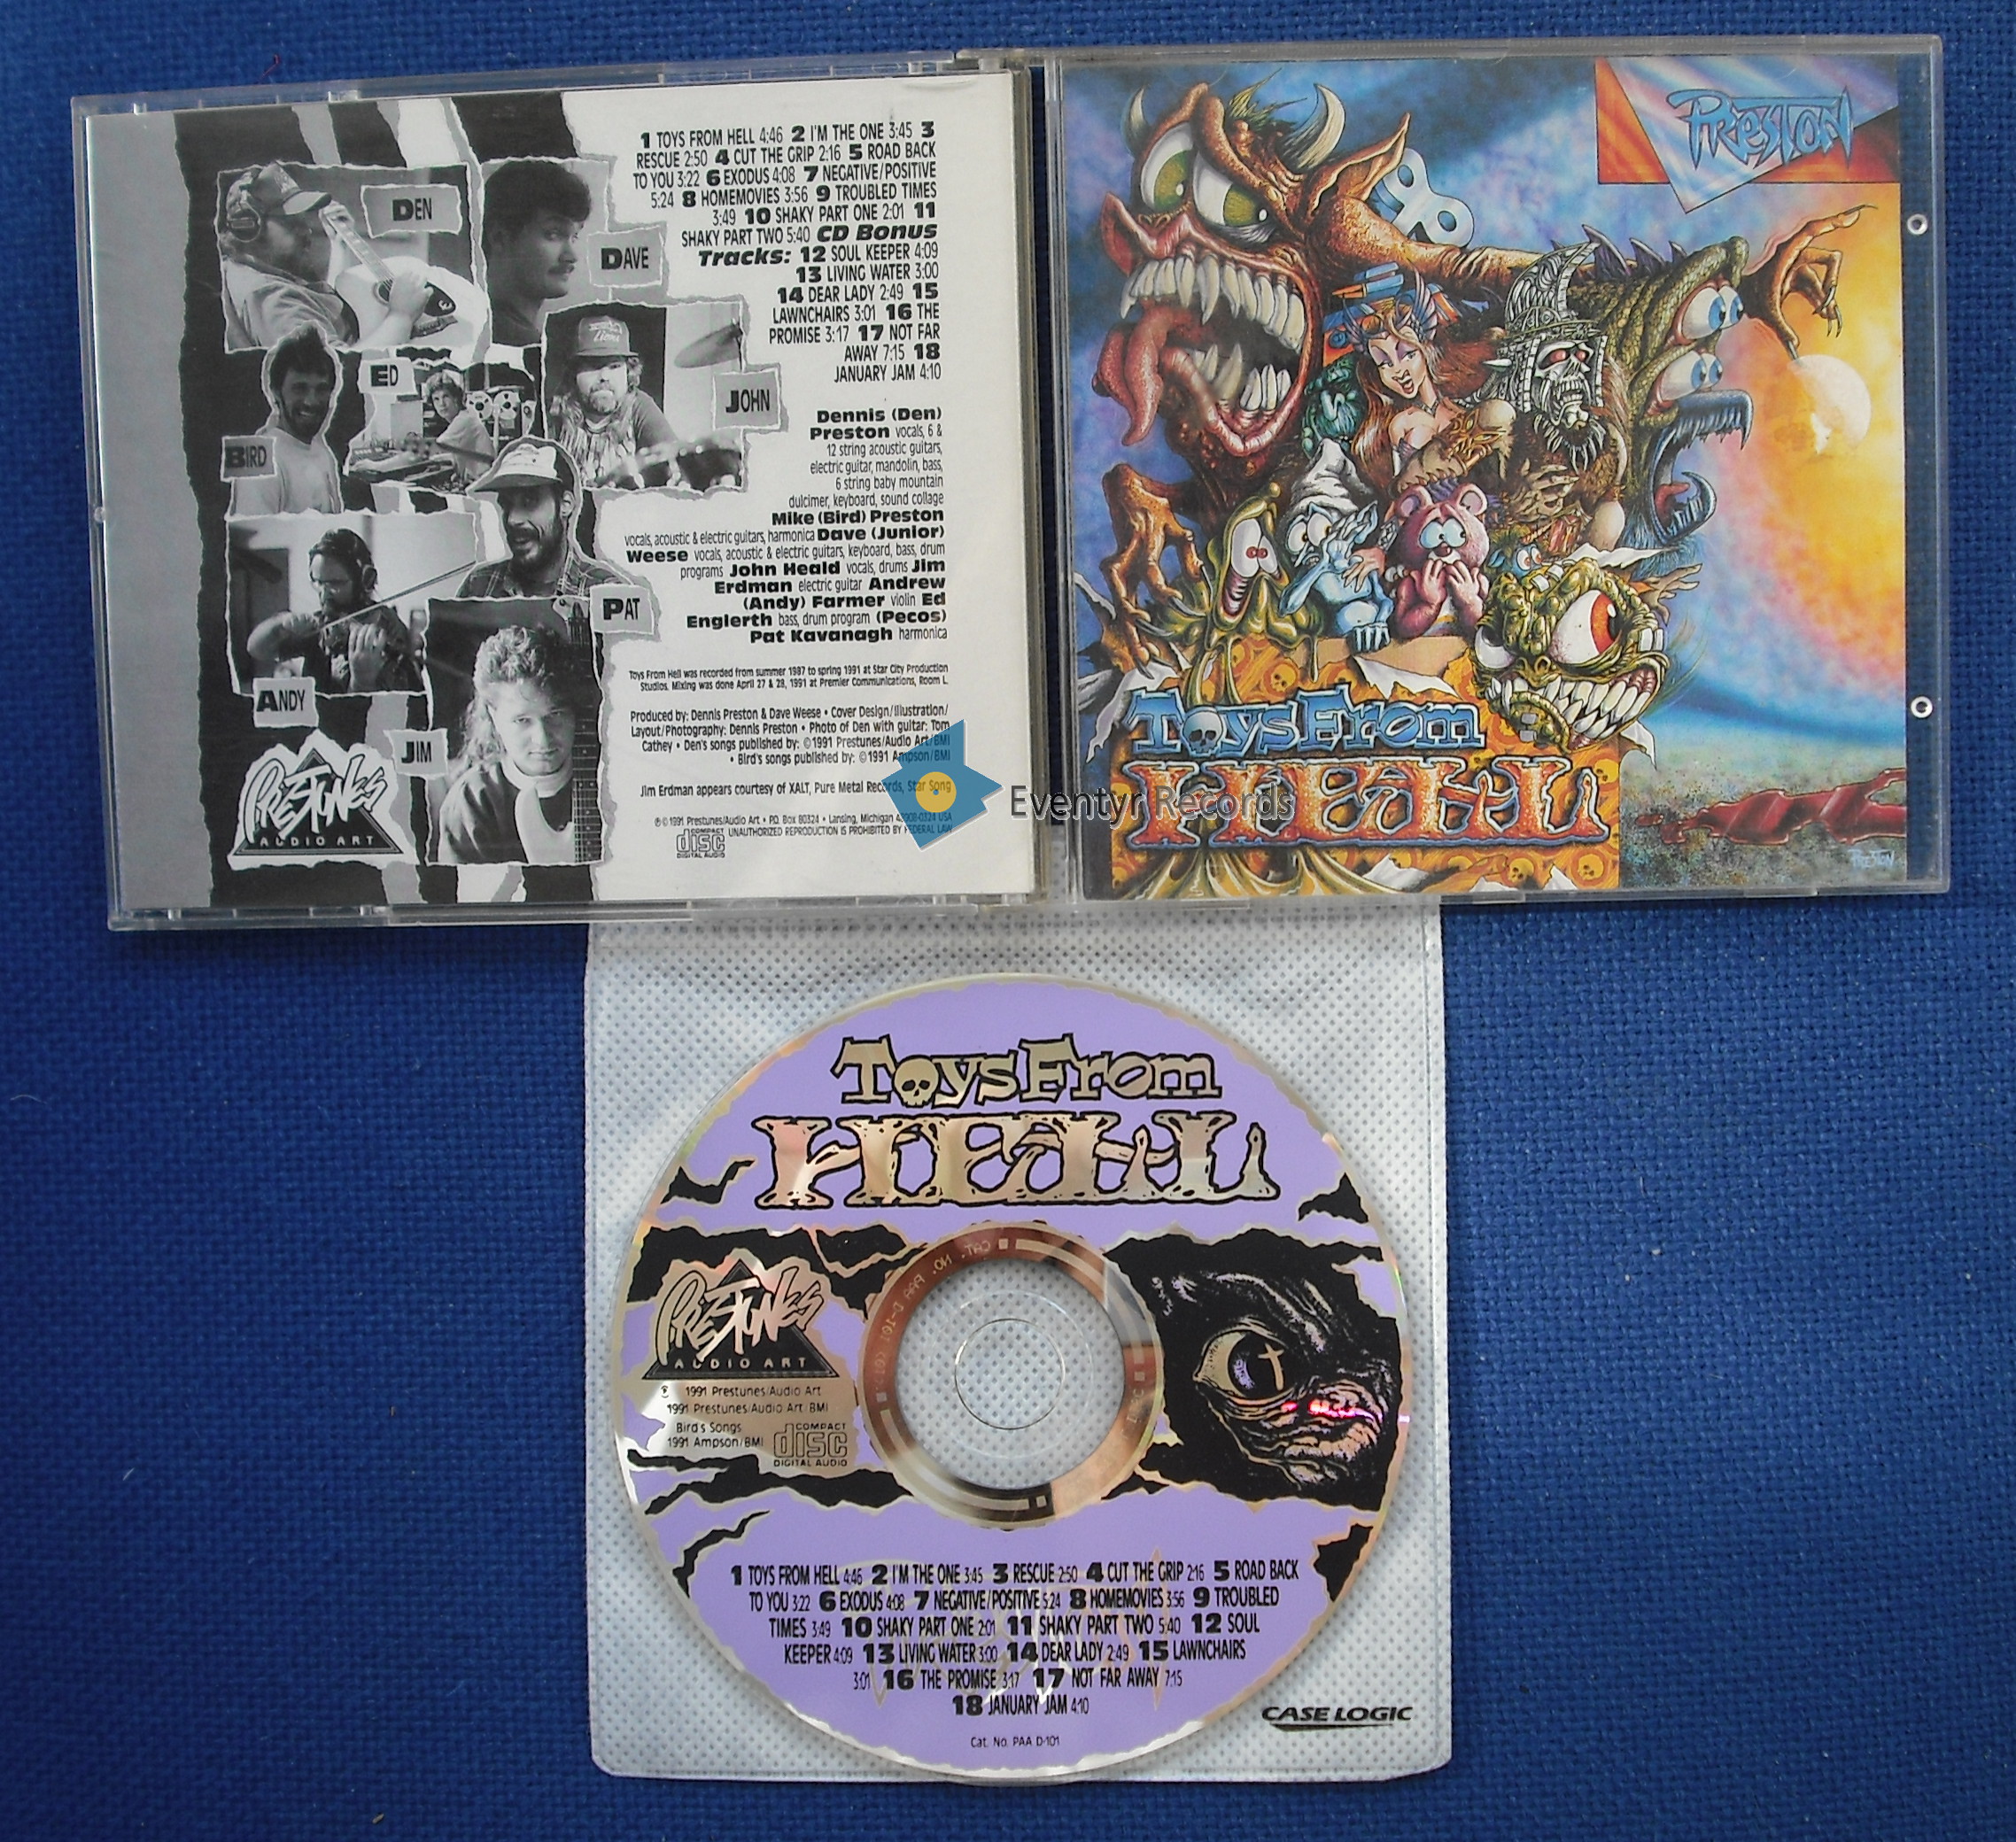 1 TOYS FROM HELL 4:46 2 I'M THE ONE 3:45 3
RESCUE 2:50 4 CUT THE GRIP 2:16 5 ROAD BACK
TO YOU 3:22 6 EXODUS 4:08 7 NEGATIVE/POSITIVE
5:24 8 HOMEMOVIES 3:56 9 TROUBLED TIMES
3:49 10 SHAKY PART ONE 2:01 11
SHAKY PART TWO 5:40 CD Bonus
Tracks: 12 SOUL KEEPER 4:09
13 LIVING WATER 3:00
14 DEAR LADY 2:49 15
LAWNCHAIRS 3:01 16 THE
PROMISE 3:17 17 NOT FAR
AWAY 7:15 18
JANUARY JAM 4:10
DEN
DAVE
ED
JOHN
BIRD
PAT
ANDY
JIM
PRESTUNES
AUDIO ART
Dennis (Den)
Preston vocals, 6 &
12 string acoustic guitars,
electric guitar, mandolin, bass,
6 string baby mountain
dulcimer, keyboard, sound collage
Mike (Bird) Preston
vocals, acoustic & electric guitars, harmonica Dave (Junior)
Weese vocals, acoustic & electric guitars, keyboard, bass, drum
programs John Heald vocals, drums Jim
Erdman electric guitar Andrew
(Andy) Farmer violin Ed
Englerth bass, drum program (Pecos)
Pat Kavanagh harmonica
Toys From Hell was recorded from summer 1987 to spring 1991 at Star City Production
Studios. Mixing was done April 27 & 28, 1991 at Premier Communications, Room L.
Produced by: Dennis Preston & Dave Weese • Cover Design/Illustration/
Layout/Photography: Dennis Preston • Photo of Den with guitar: Tom
Cathey • Den's songs published by: ©1991 Prestunes/Audio Art/BMI
• Bird's songs published by: ©1991 Ampson/BMI
Jim Erdman appears courtesy of XALT, Pure Metal Records, Star Song
℗© 1991 Prestunes/Audio Art • P.O. Box 80324 • Lansing, Michigan 48908-0324 USA
UNAUTHORIZED REPRODUCTION IS PROHIBITED BY FEDERAL LAW
COMPACT
disc
DIGITAL AUDIO
Eventyr Records
PRESTON
Toys From
HELL
PRESTON
Toys From
HELL
PRESTUNES
AUDIO ART
℗ 1991 Prestunes/Audio Art
1991 Prestunes/Audio Art/BMI
Bird's Songs
1991 Ampson/BMI
COMPACT
disc
DIGITAL AUDIO
1 TOYS FROM HELL 4:46 2 I'M THE ONE 3:45 3 RESCUE 2:50 4 CUT THE GRIP 2:16 5 ROAD BACK
TO YOU 3:22 6 EXODUS 4:08 7 NEGATIVE/POSITIVE 5:24 8 HOMEMOVIES 3:56 9 TROUBLED
TIMES 3:49 10 SHAKY PART ONE 2:01 11 SHAKY PART TWO 5:40 12 SOUL
KEEPER 4:09 13 LIVING WATER 3:00 14 DEAR LADY 2:49 15 LAWNCHAIRS
3:01 16 THE PROMISE 3:17 17 NOT FAR AWAY 7:15
18 JANUARY JAM 4:10
Cat. No. PAA D-101
CASE LOGIC